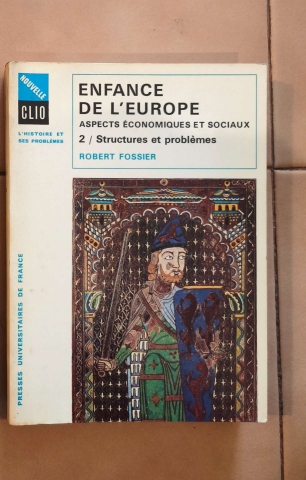 NOUVELLE
CLIO
L'HISTOIRE ET
SES PROBLÈMES
ENFANCE
DE L'EUROPE
ASPECTS ÉCONOMIQUES ET SOCIAUX
2 / Structures et problèmes
ROBERT FOSSIER
PRESSES UNIVERSITAIRES DE FRANCE